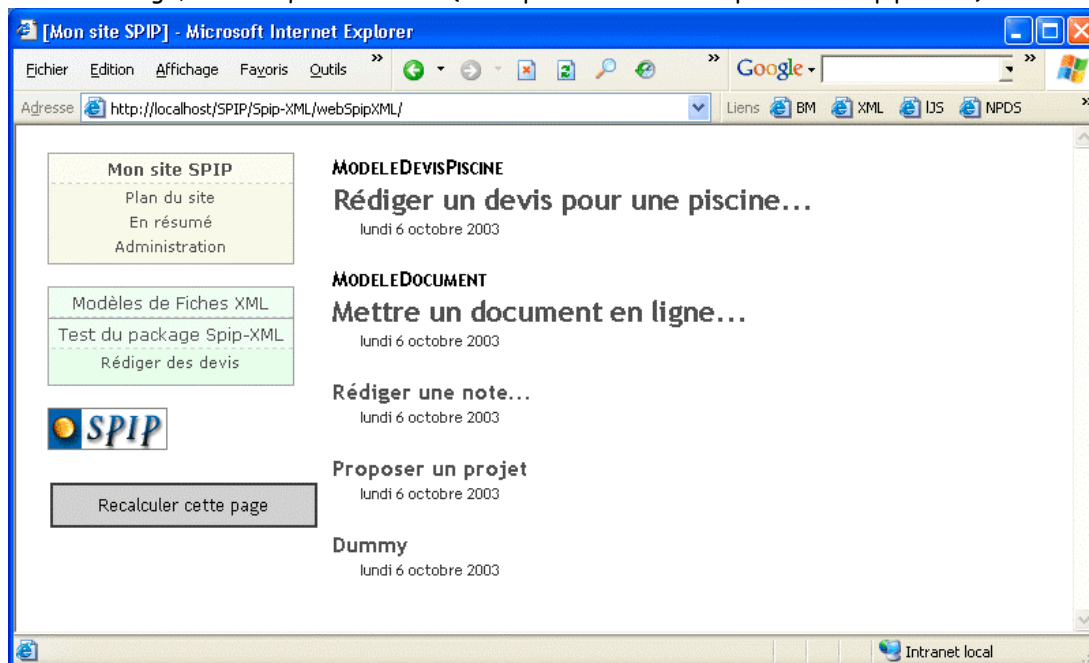 [Mon site SPIP] - Microsoft Internet Explorer
Fichier Edition Affichage Favoris Outils » » Google
Adresse http://localhost/SPIP/Spip-XML/webSpipXML/ Liens BM XML IJS NPDS »
Mon site SPIP
Plan du site
En résumé
Administration
Modèles de Fiches XML
Test du package Spip-XML
Rédiger des devis
SPIP
Recalculer cette page
ModeleDevisPiscine
Rédiger un devis pour une piscine...
lundi 6 octobre 2003
ModeleDocument
Mettre un document en ligne...
lundi 6 octobre 2003
Rédiger une note...
lundi 6 octobre 2003
Proposer un projet
lundi 6 octobre 2003
Dummy
lundi 6 octobre 2003
Intranet local